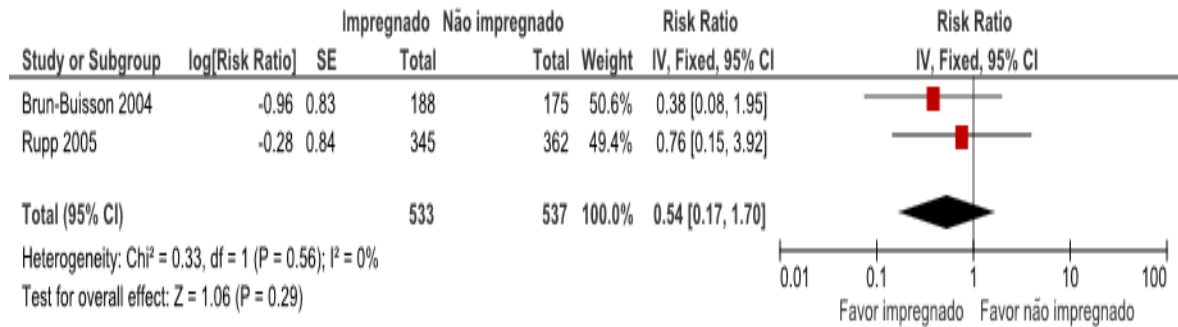 Impregnado Não impregnado Risk Ratio Risk Ratio
Study or Subgroup log[Risk Ratio] SE Total Total Weight IV, Fixed, 95% CI IV, Fixed, 95% CI
Brun-Buisson 2004 -0.96 0.83 188 175 50.6% 0.38 [0.08, 1.95]
Rupp 2005 -0.28 0.84 345 362 49.4% 0.76 [0.15, 3.92]
Total (95% CI) 533 537 100.0% 0.54 [0.17, 1.70]
Heterogeneity: Chi² = 0.33, df = 1 (P = 0.56); I² = 0%
Test for overall effect: Z = 1.06 (P = 0.29)
0.01 0.1 1 10 100
Favor impregnado Favor não impregnado